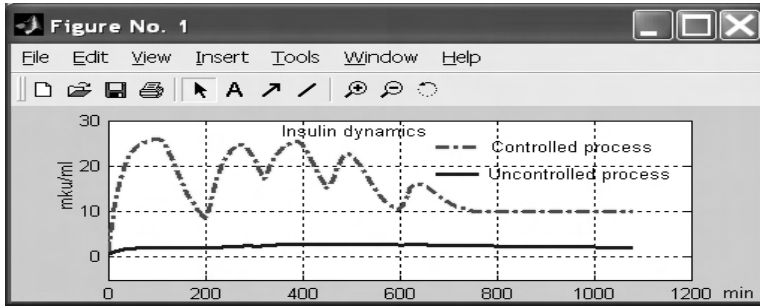 Figure No. 1
File Edit View Insert Tools Window Help
A
Insulin dynamics
Controlled process
Uncontrolled process
mku/ml
30
20
10
0
0 200 400 600 800 1000 1200 min